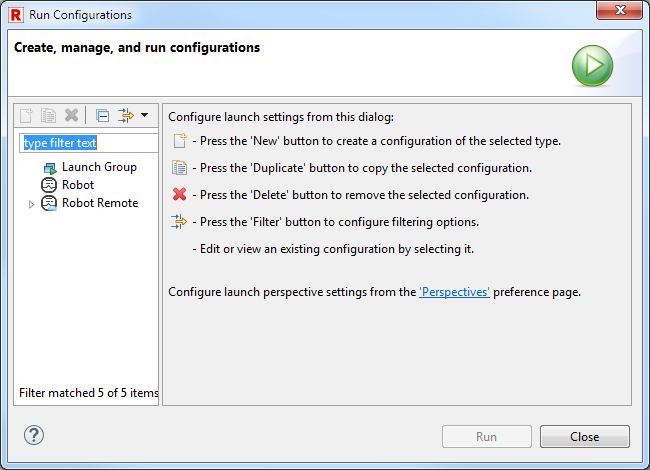 R Run Configurations
Create, manage, and run configurations
type filter text
Launch Group
Robot
Robot Remote
Filter matched 5 of 5 items
Configure launch settings from this dialog:
- Press the 'New' button to create a configuration of the selected type.
- Press the 'Duplicate' button to copy the selected configuration.
- Press the 'Delete' button to remove the selected configuration.
- Press the 'Filter' button to configure filtering options.
- Edit or view an existing configuration by selecting it.
Configure launch perspective settings from the 'Perspectives' preference page.
?
Run
Close